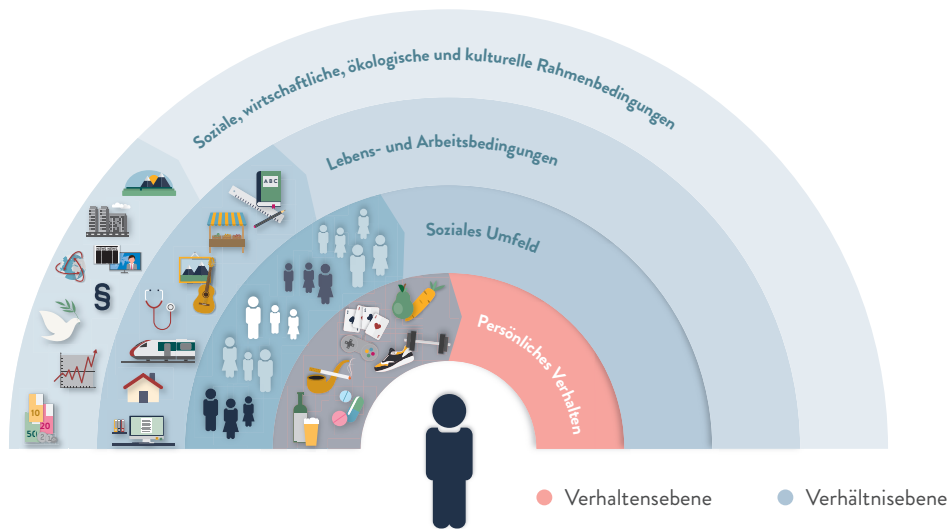 Soziale, wirtschaftliche, ökologische und kulturelle Rahmenbedingungen
Lebens- und Arbeitsbedingungen
Soziales Umfeld
Persönliches Verhalten
ABC
§
10
20
50
Verhaltensebene
Verhältnisebene